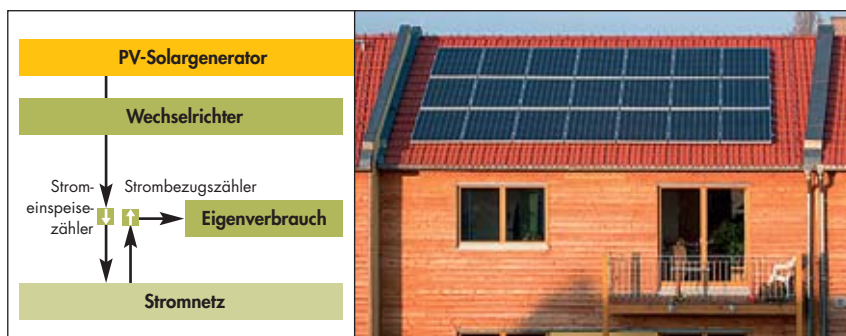 PV-Solargenerator
Wechselrichter
Strom-
einspeise-
zähler
Strombezugszähler
Eigenverbrauch
Stromnetz